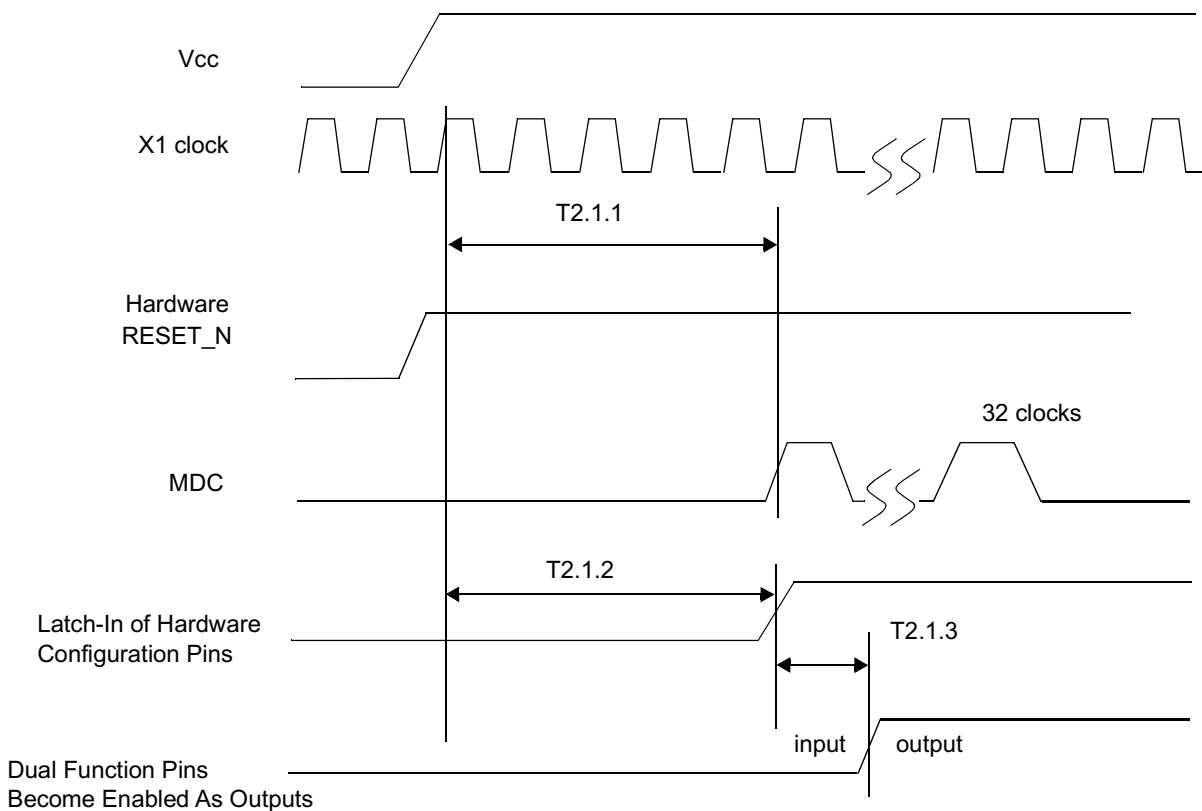 Vcc
X1 clock
T2.1.1
Hardware
RESET_N
32 clocks
MDC
T2.1.2
Latch-In of Hardware
Configuration Pins
T2.1.3
input
output
Dual Function Pins
Become Enabled As Outputs